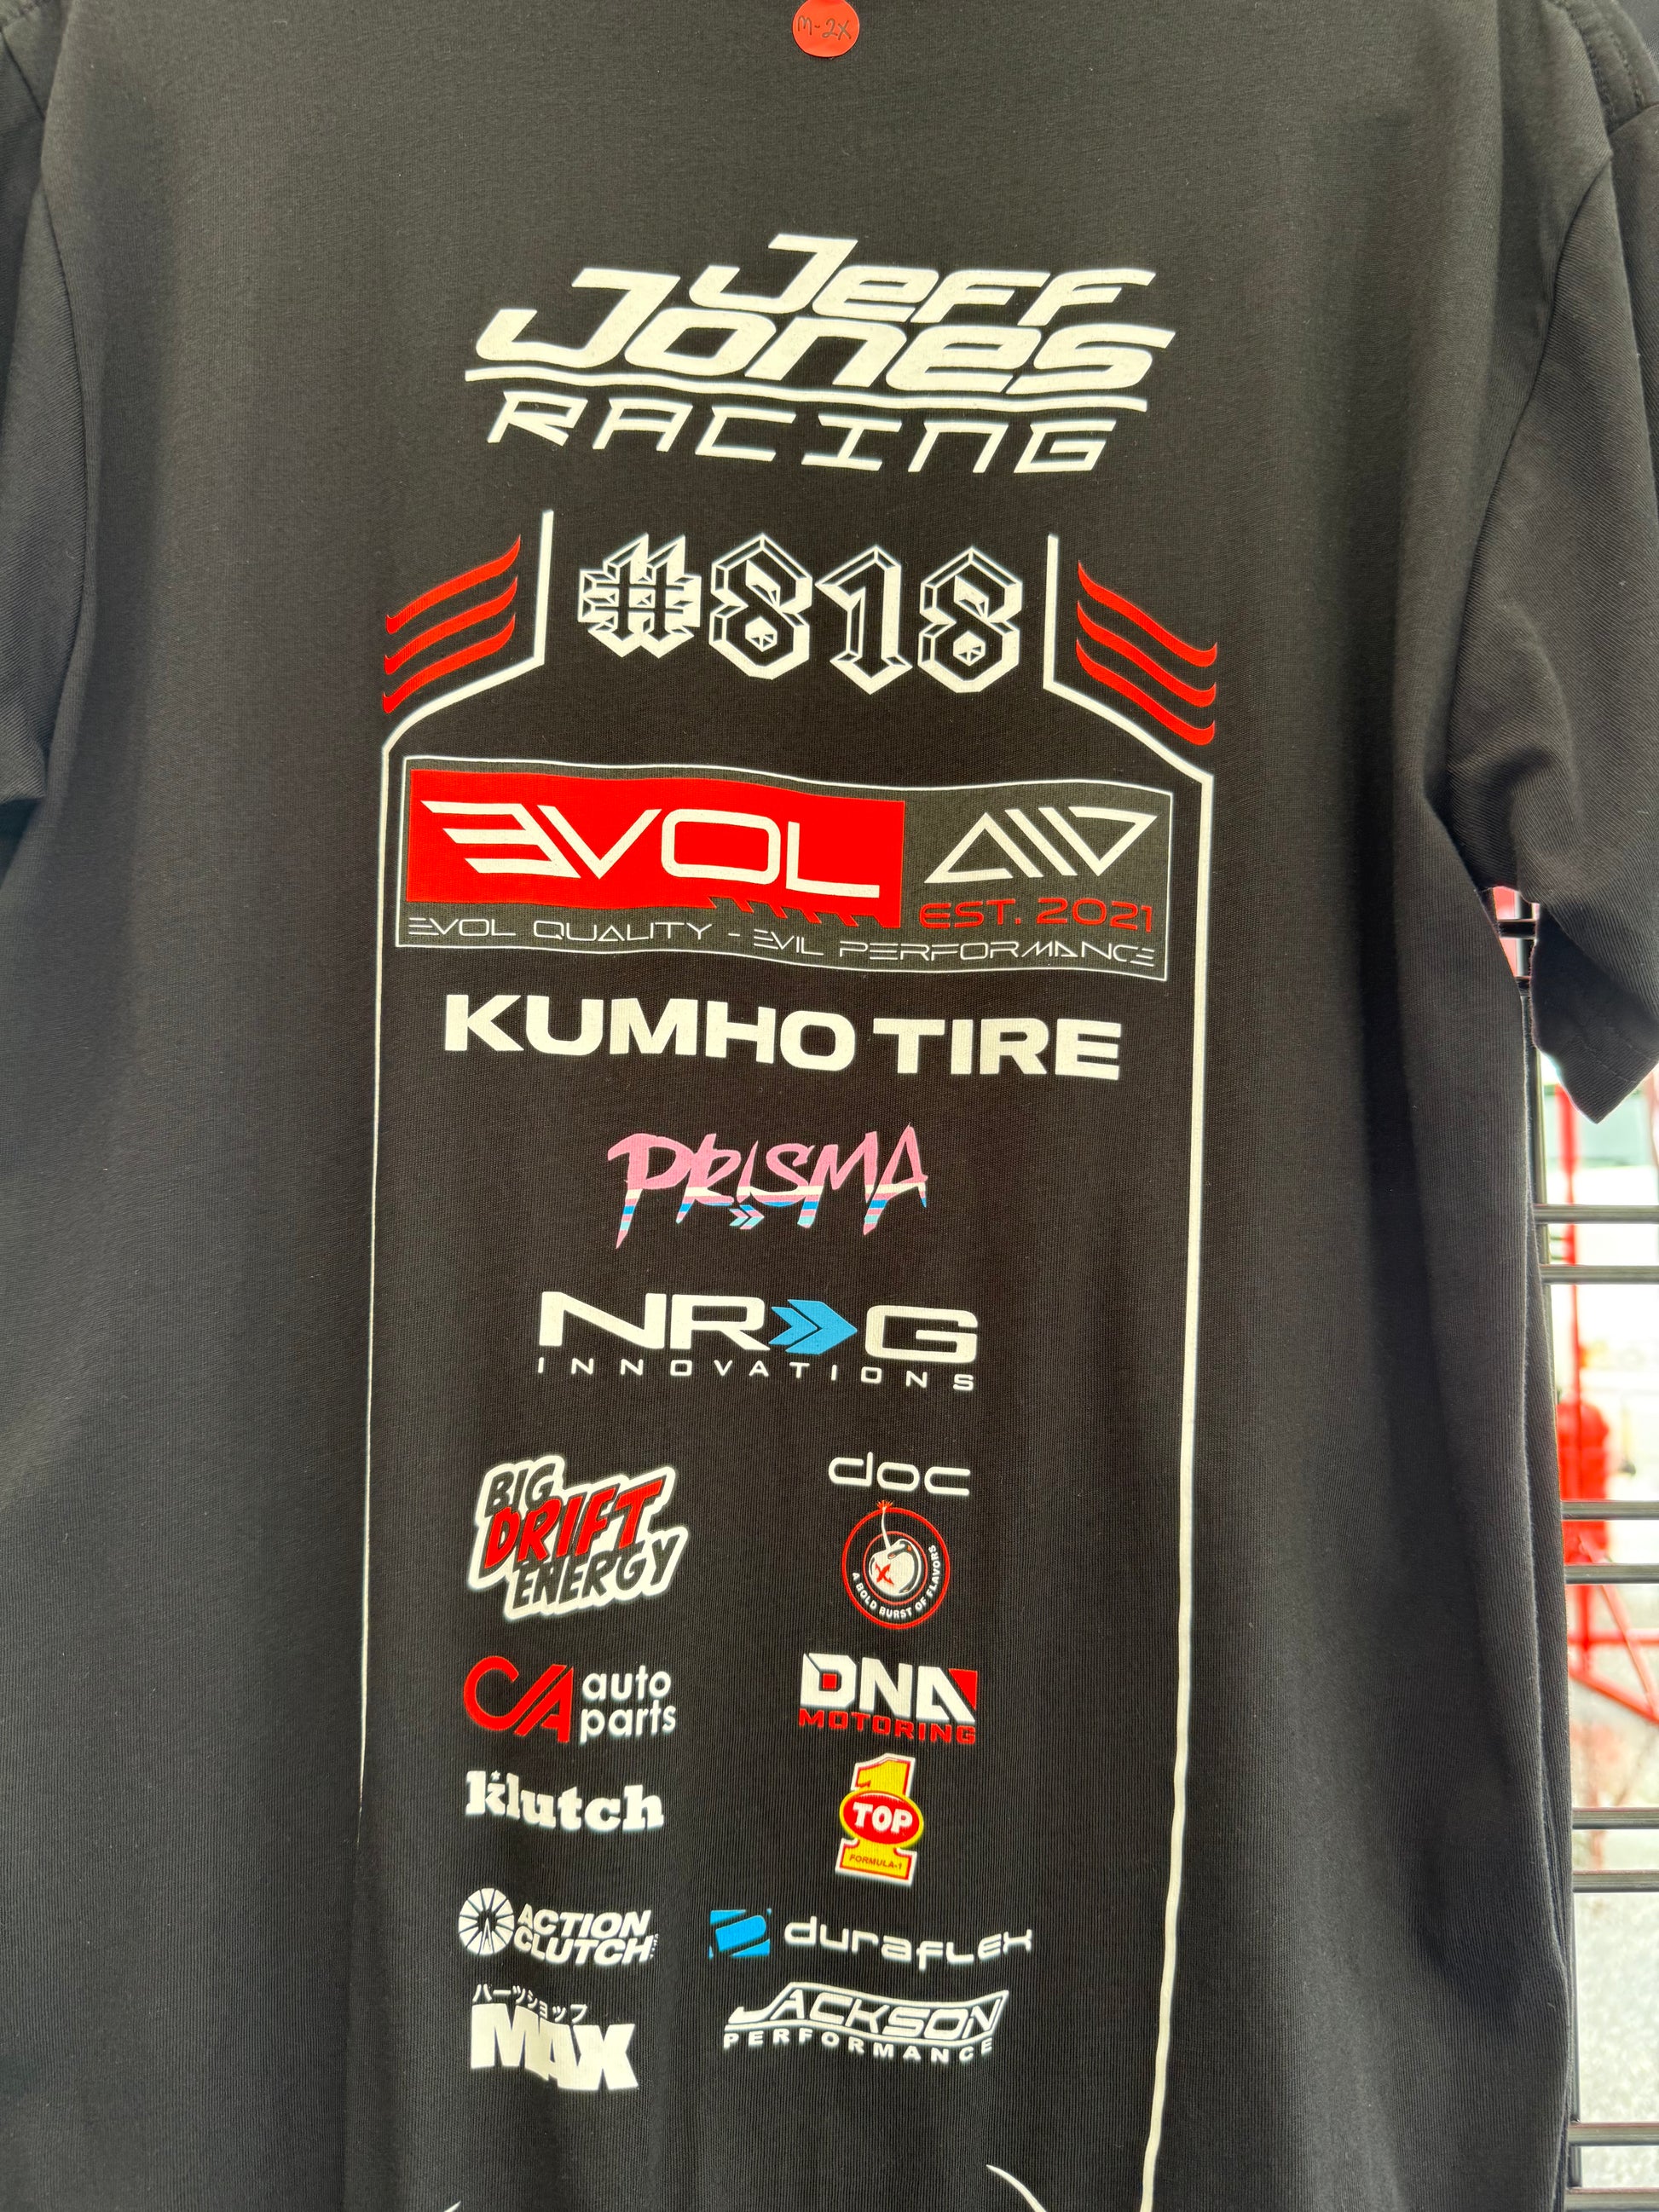 M-2X
Jeff
Jones
RACING
#818
EVOL
EST. 2021
EVOL QUALITY - EVIL PERFORMANCE
KUMHO TIRE
PRISMA
NRG
INNOVATIONS
BIG
DRIFT
ENERGY
doc
A BOLD BURST OF FLAVORS
C/A auto
parts
DNA
MOTORING
klutch
1
TOP
FORMULA-1
ACTION
CLUTCH
duraflex
パーツショップ
MAX
JACKSON
PERFORMANCE